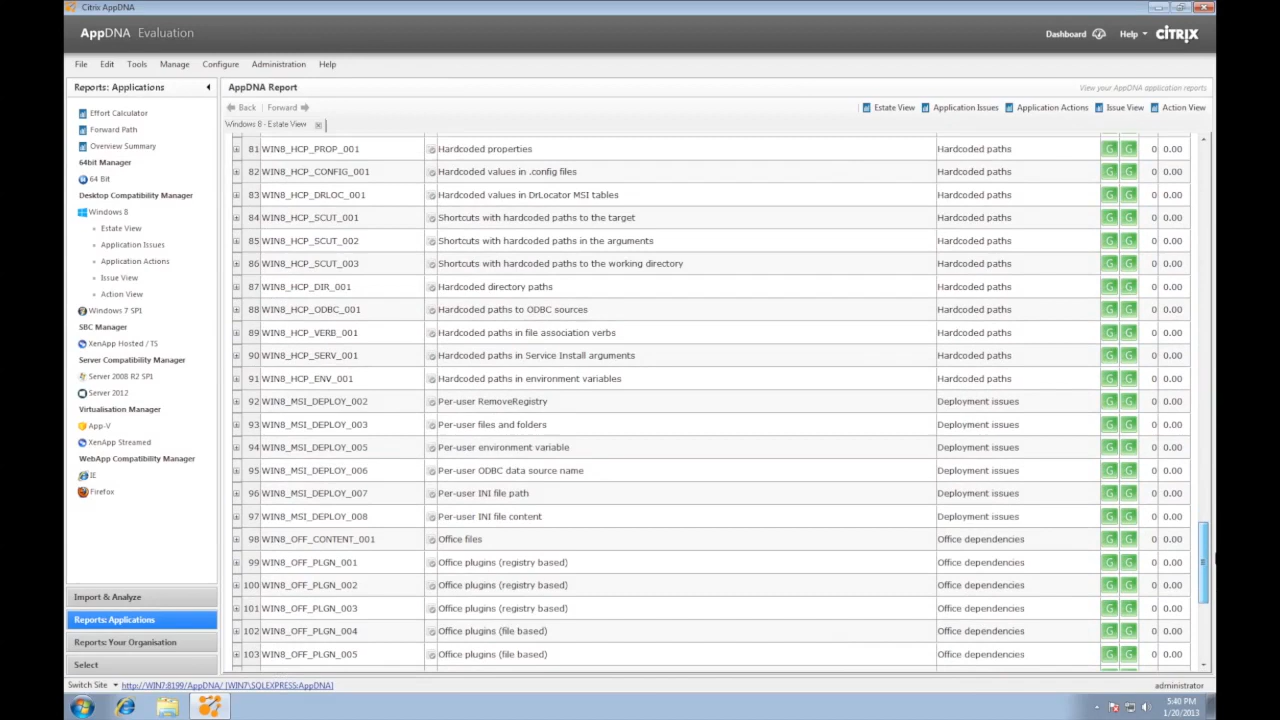 Citrix AppDNA
AppDNA Evaluation
Dashboard Help CITRIX
File Edit Tools Manage Configure Administration Help
Reports: Applications
AppDNA Report
View your AppDNA application reports
Back Forward
Estate View Application Issues Application Actions Issue View Action View
Windows 8 - Estate View
Effort Calculator
Forward Path
Overview Summary
64bit Manager
64 Bit
Desktop Compatibility Manager
Windows 8
Estate View
Application Issues
Application Actions
Issue View
Action View
Windows 7 SP1
SBC Manager
XenApp Hosted / TS
Server Compatibility Manager
Server 2008 R2 SP1
Server 2012
Virtualisation Manager
App-V
XenApp Streamed
WebApp Compatibility Manager
IE
Firefox
Import & Analyze
Reports: Applications
Reports: Your Organisation
Select
81 WIN8_HCP_PROP_001 Hardcoded properties Hardcoded paths G G 0 0.00
82 WIN8_HCP_CONFIG_001 Hardcoded values in .config files Hardcoded paths G G 0 0.00
83 WIN8_HCP_DRLOC_001 Hardcoded values in DrLocator MSI tables Hardcoded paths G G 0 0.00
84 WIN8_HCP_SCUT_001 Shortcuts with hardcoded paths to the target Hardcoded paths G G 0 0.00
85 WIN8_HCP_SCUT_002 Shortcuts with hardcoded paths in the arguments Hardcoded paths G G 0 0.00
86 WIN8_HCP_SCUT_003 Shortcuts with hardcoded paths to the working directory Hardcoded paths G G 0 0.00
87 WIN8_HCP_DIR_001 Hardcoded directory paths Hardcoded paths G G 0 0.00
88 WIN8_HCP_ODBC_001 Hardcoded paths to ODBC sources Hardcoded paths G G 0 0.00
89 WIN8_HCP_VERB_001 Hardcoded paths in file association verbs Hardcoded paths G G 0 0.00
90 WIN8_HCP_SERV_001 Hardcoded paths in Service Install arguments Hardcoded paths G G 0 0.00
91 WIN8_HCP_ENV_001 Hardcoded paths in environment variables Hardcoded paths G G 0 0.00
92 WIN8_MSI_DEPLOY_002 Per-user RemoveRegistry Deployment issues G G 0 0.00
93 WIN8_MSI_DEPLOY_003 Per-user files and folders Deployment issues G G 0 0.00
94 WIN8_MSI_DEPLOY_005 Per-user environment variable Deployment issues G G 0 0.00
95 WIN8_MSI_DEPLOY_006 Per-user ODBC data source name Deployment issues G G 0 0.00
96 WIN8_MSI_DEPLOY_007 Per-user INI file path Deployment issues G G 0 0.00
97 WIN8_MSI_DEPLOY_008 Per-user INI file content Deployment issues G G 0 0.00
98 WIN8_OFF_CONTENT_001 Office files Office dependencies G G 0 0.00
99 WIN8_OFF_PLGN_001 Office plugins (registry based) Office dependencies G G 0 0.00
100 WIN8_OFF_PLGN_002 Office plugins (registry based) Office dependencies G G 0 0.00
101 WIN8_OFF_PLGN_003 Office plugins (registry based) Office dependencies G G 0 0.00
102 WIN8_OFF_PLGN_004 Office plugins (file based) Office dependencies G G 0 0.00
103 WIN8_OFF_PLGN_005 Office plugins (file based) Office dependencies G G 0 0.00
Switch Site http://WIN7:8199/AppDNA/ [WIN7\SQLEXPRESS:AppDNA] administrator
5:40 PM
1/20/2013